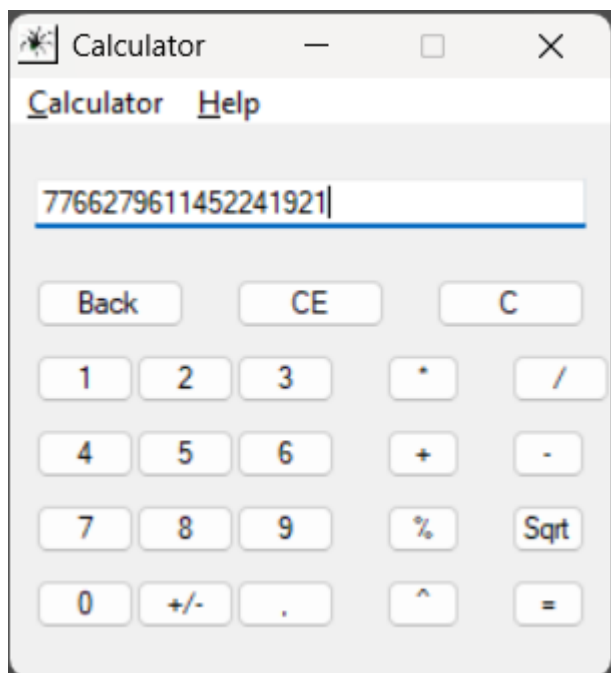 Calculator
Calculator Help
7766279611452241921
Back CE C
1 2 3 * /
4 5 6 + -
7 8 9 % Sqrt
0 +/- , ^ =